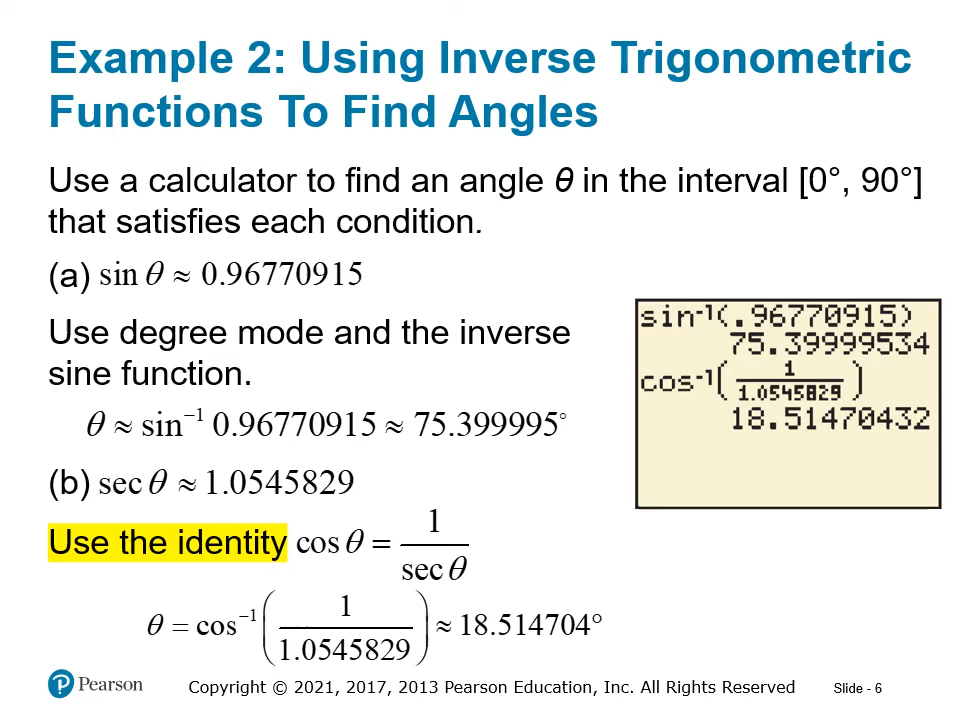 Example 2: Using Inverse Trigonometric
Functions To Find Angles
Use a calculator to find an angle θ in the interval [0°, 90°]
that satisfies each condition.
(a) sin θ ≈ 0.96770915
Use degree mode and the inverse
sine function.
θ ≈ sin⁻¹ 0.96770915 ≈ 75.399995°
(b) sec θ ≈ 1.0545829
Use the identity cos θ = 1/sec θ
θ = cos⁻¹(1/1.0545829) ≈ 18.514704°
sin⁻¹(.96770915)
75.39999534
cos⁻¹(1/1.0545829)
18.51470432
Pearson
Copyright © 2021, 2017, 2013 Pearson Education, Inc. All Rights Reserved
Slide - 6